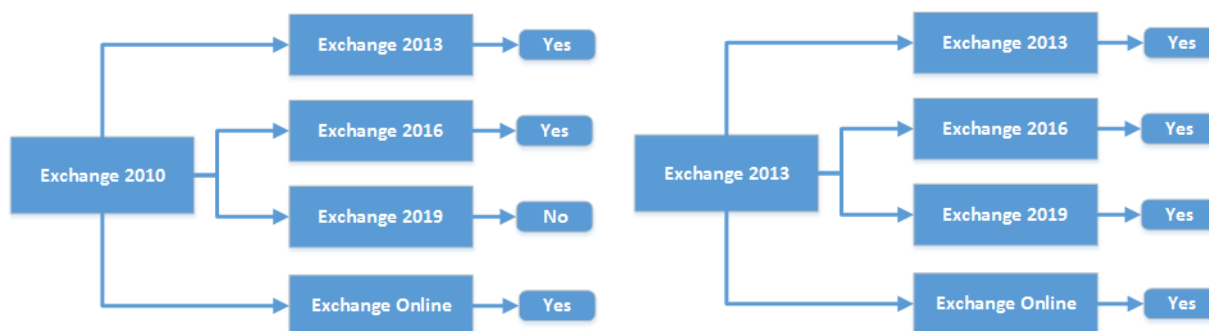 Exchange 2010
Exchange 2013
Yes
Exchange 2016
Yes
Exchange 2019
No
Exchange Online
Yes
Exchange 2013
Exchange 2013
Yes
Exchange 2016
Yes
Exchange 2019
Yes
Exchange Online
Yes